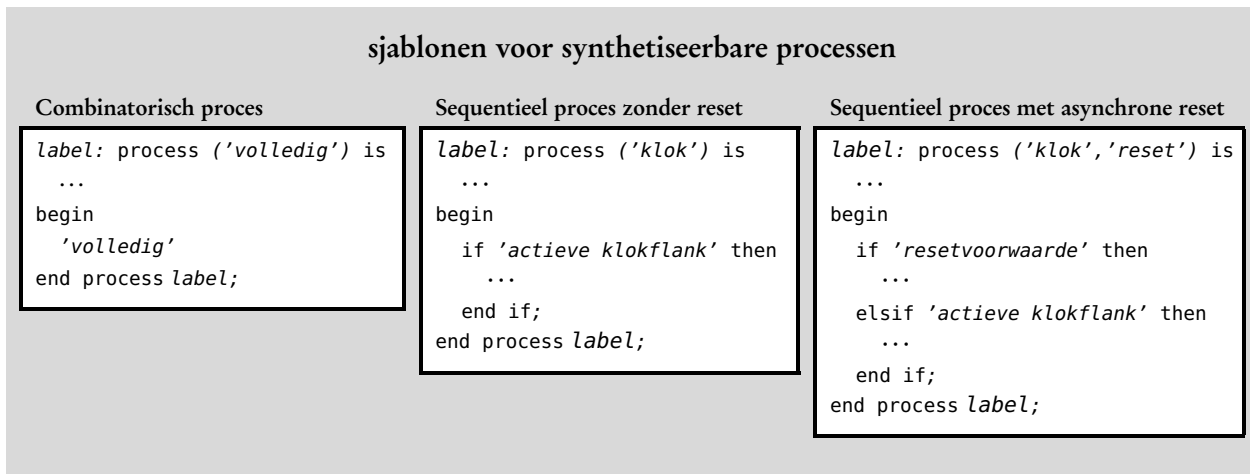 sjablonen voor synthetiseerbare processen
Combinatorisch proces
label: process ('volledig') is
...
begin
'volledig'
end process label;
Sequentieel proces zonder reset
label: process ('klok') is
...
begin
if 'actieve klokflank' then
...
end if;
end process label;
Sequentieel proces met asynchrone reset
label: process ('klok','reset') is
...
begin
if 'resetvoorwaarde' then
...
elsif 'actieve klokflank' then
...
end if;
end process label;